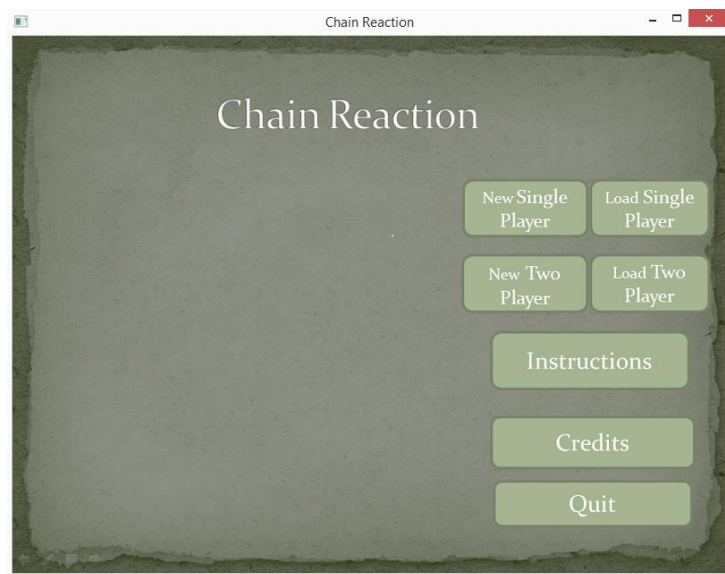 Chain Reaction
Chain Reaction
New Single
Player
Load Single
Player
New Two
Player
Load Two
Player
Instructions
Credits
Quit